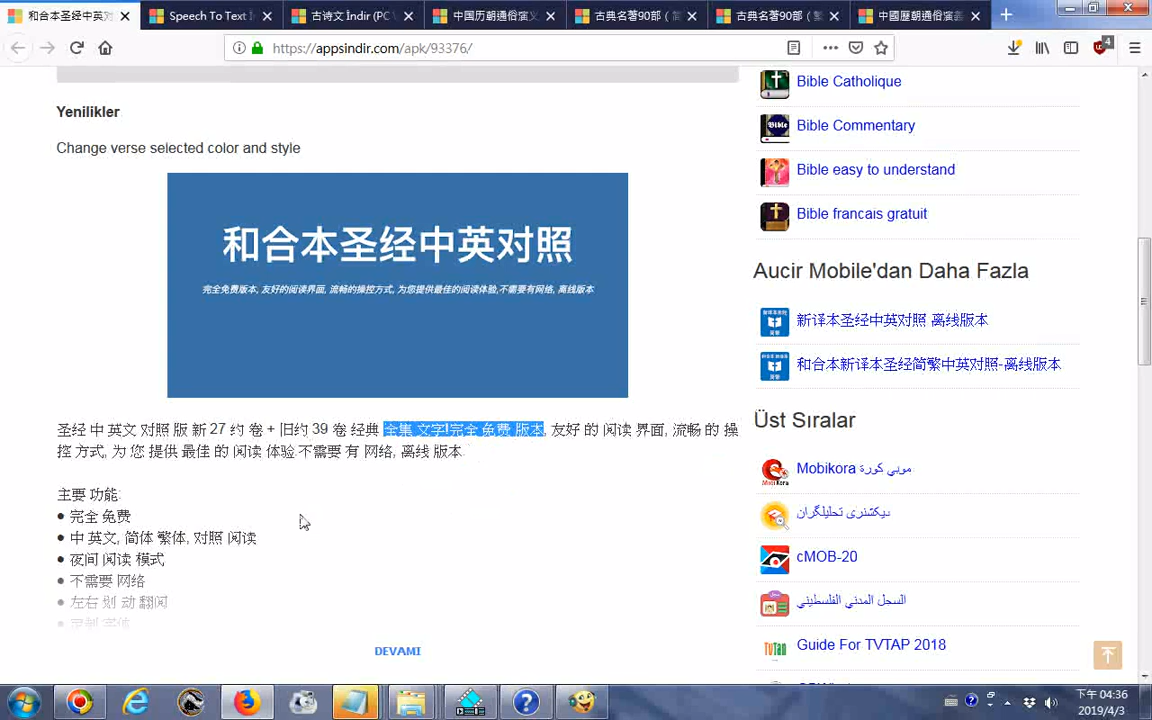 和合本圣经中英对
Speech To Text İ
古诗文 İndir (PC
中国历朝通俗演义
古典名著90部（简
古典名著90部（繁
中國歷朝通俗演義
https://appsindir.com/apk/93376/
4
Yenilikler
Change verse selected color and style
和合本圣经中英对照
完全免费版本, 友好的阅读界面, 流畅的操控方式, 为您提供最佳的阅读体验,不需要有网络, 离线版本
圣经 中 英文 对照 版 新 27 约 卷 + 旧约 39 卷 经典 全集 文字!完全 免费 版本, 友好 的 阅读 界面, 流畅 的 操
控 方式, 为 您 提供 最佳 的 阅读 体验,不需要 有 网络, 离线 版本.
主要 功能:
● 完全 免费
● 中 英文, 简体 繁体, 对照 阅读
● 夜间 阅读 模式
● 不需要 网络
● 左右 划 动 翻阅
DEVAMI
Bible Catholique
Bible Commentary
Bible easy to understand
Bible francais gratuit
Aucir Mobile'dan Daha Fazla
新译本圣经中英对照 离线版本
和合本新译本圣经简繁中英对照-离线版本
Üst Sıralar
Mobikora موبي كورة
دیکشنری تحلیلگران
cMOB-20
السجل المدني الفلسطيني
Guide For TVTAP 2018
下午 04:36
2019/4/3